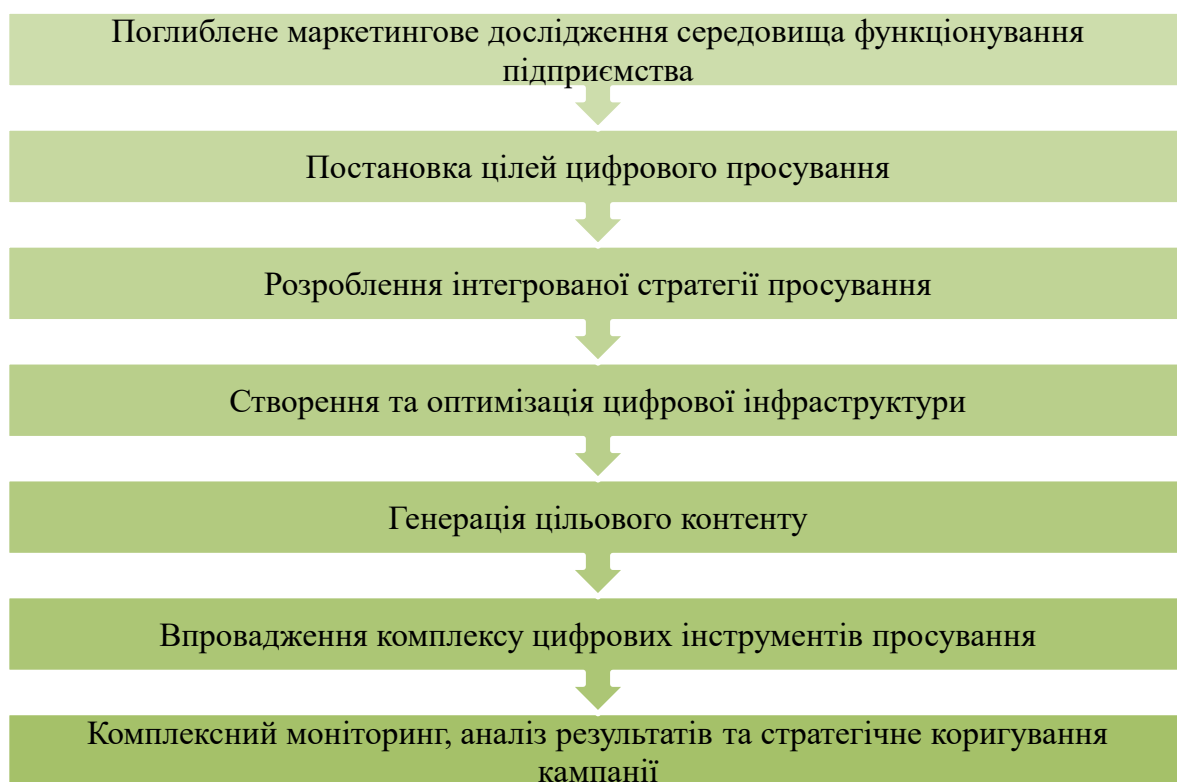 Поглиблене маркетингове дослідження середовища функціонування
підприємства
Постановка цілей цифрового просування
Розроблення інтегрованої стратегії просування
Створення та оптимізація цифрової інфраструктури
Генерація цільового контенту
Впровадження комплексу цифрових інструментів просування
Комплексний моніторинг, аналіз результатів та стратегічне коригування
кампанії